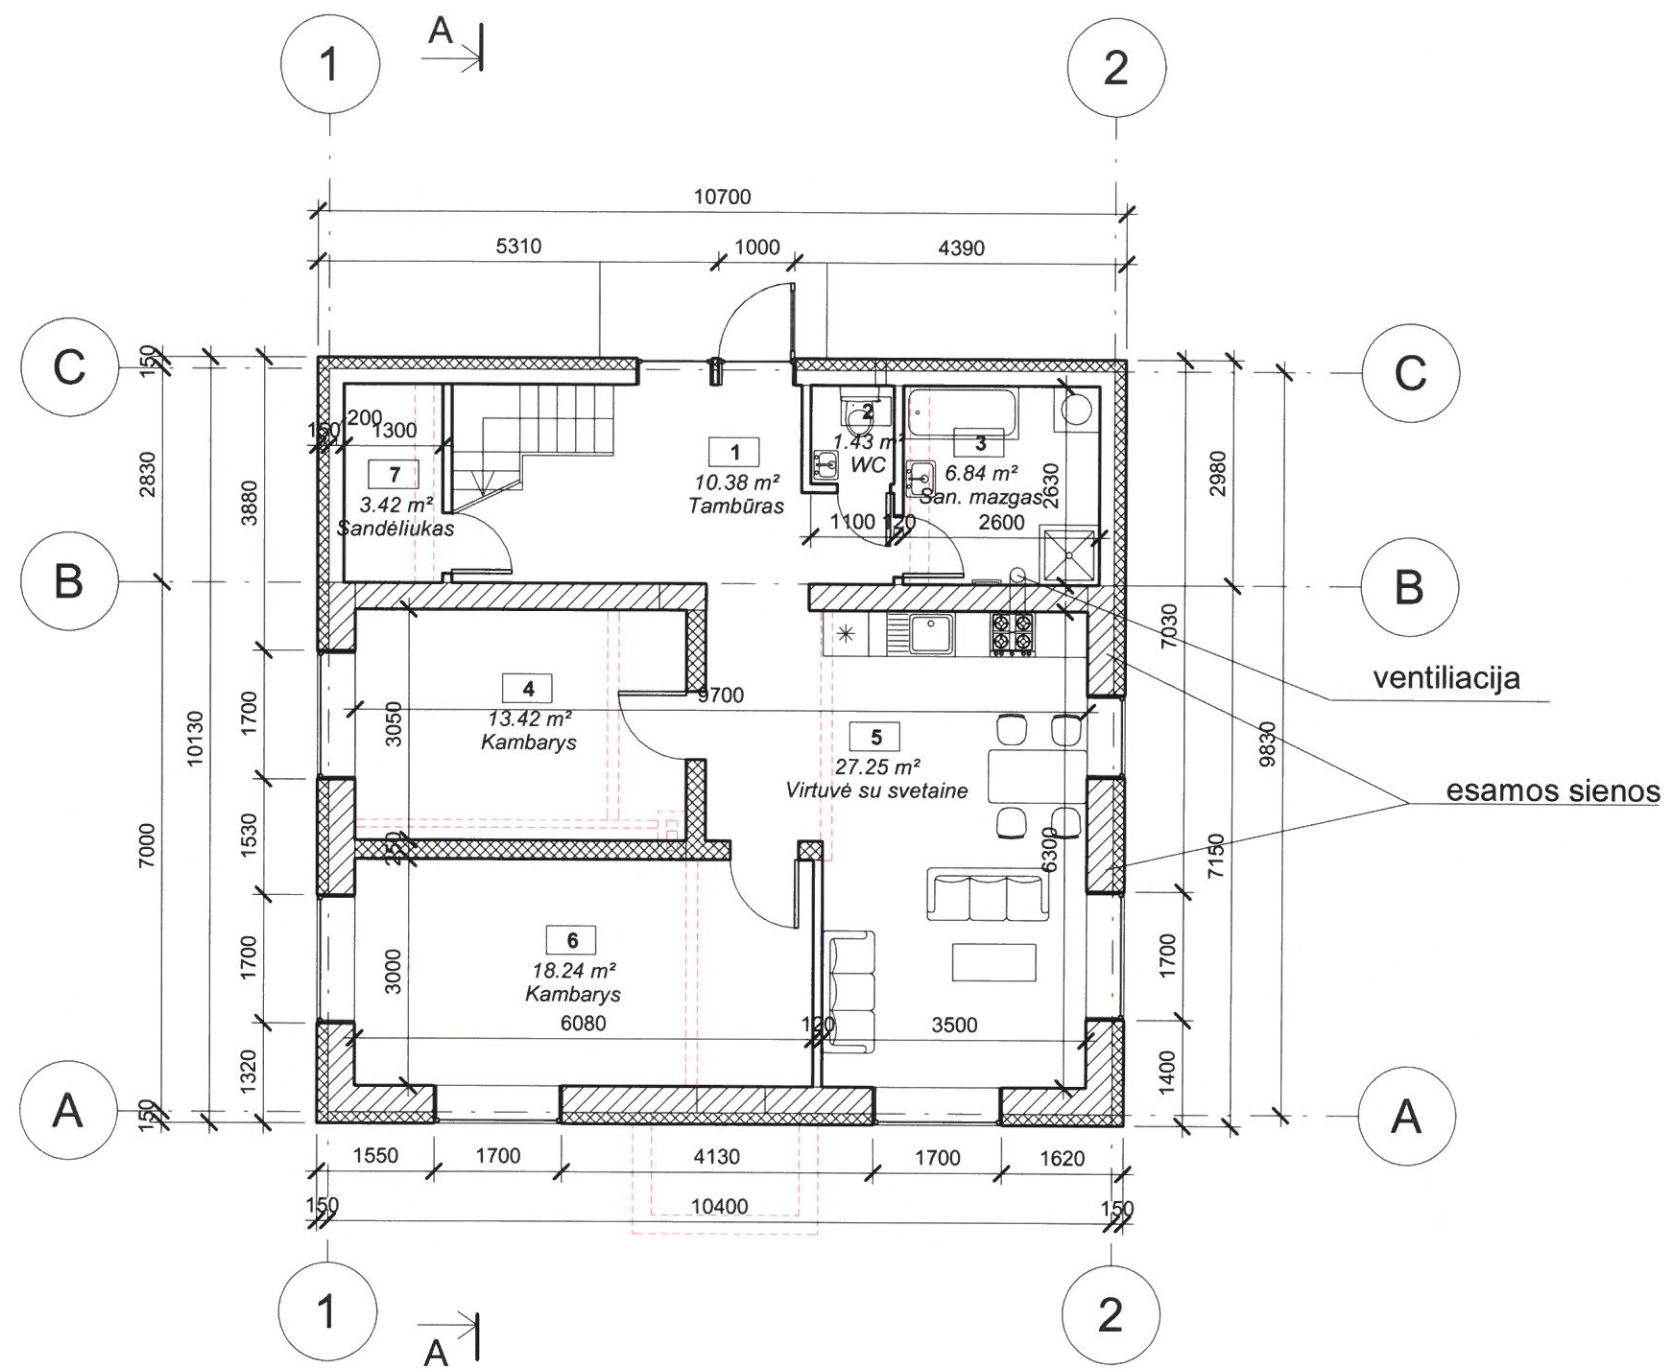 A
1
2
10700
5310
1000
4390
C
C
150
2830
3880
200
150
1300
7
3.42 m²
Sandėliukas
1
10.38 m²
Tambūras
2
1.43 m²
WC
3
6.84 m²
San. mazgas
2630
1100
120
2600
2980
B
B
7030
ventiliacija
4
13.42 m²
Kambarys
3050
9700
5
27.25 m²
Virtuvė su svetaine
1700
10130
9830
esamos sienos
7000
1530
250
6300
7150
6
18.24 m²
Kambarys
3000
1700
1700
6080
120
3500
1320
1400
A
A
150
1550
1700
4130
1700
1620
150
10400
150
1
2
A